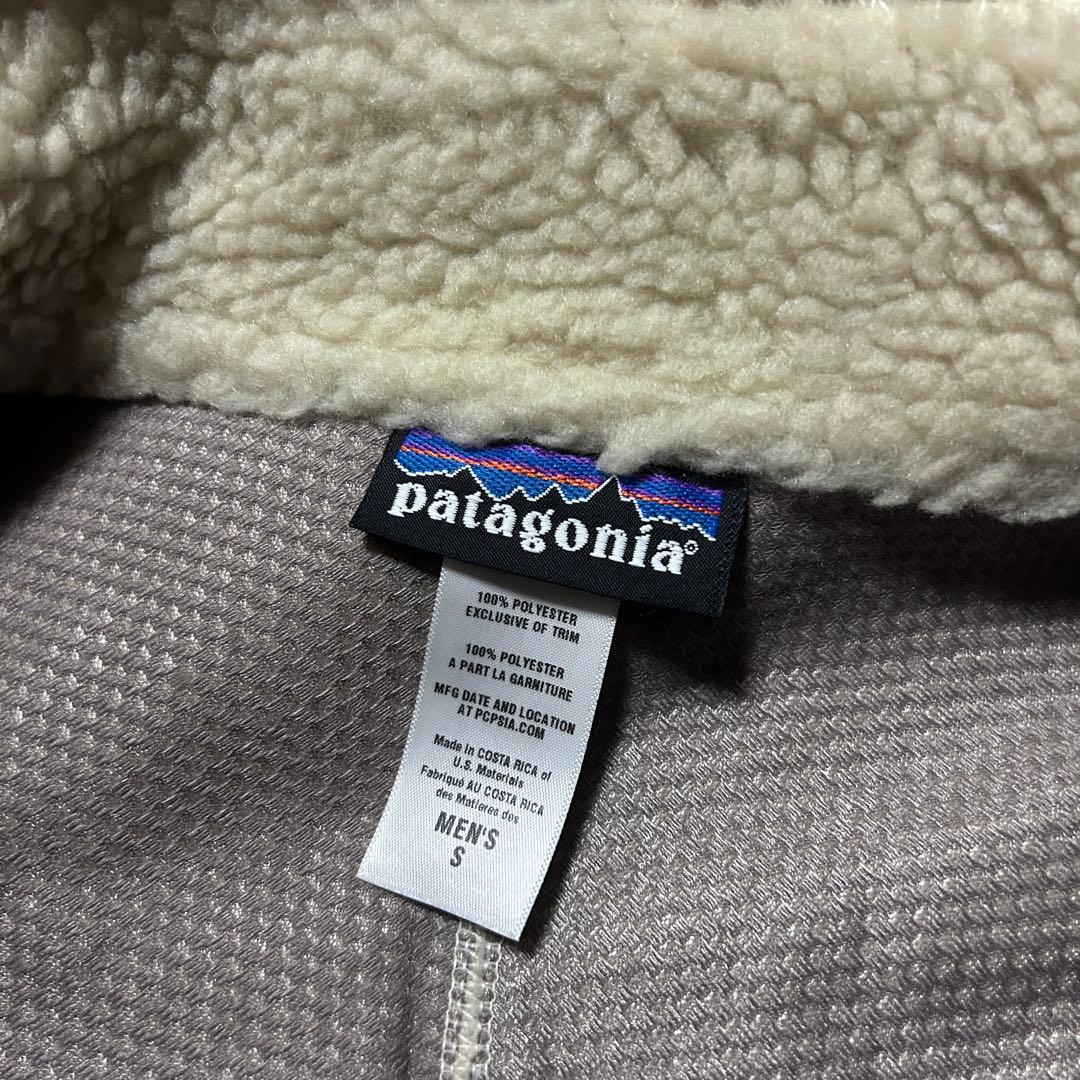 patagonia®
100% POLYESTER
EXCLUSIVE OF TRIM
100% POLYESTER
A PART LA GARNITURE
MFG DATE AND LOCATION
AT PCPSIA.COM
Made in COSTA RICA of
U.S. Materials
Fabriqué AU COSTA RICA
des Matieres des
MEN'S
S